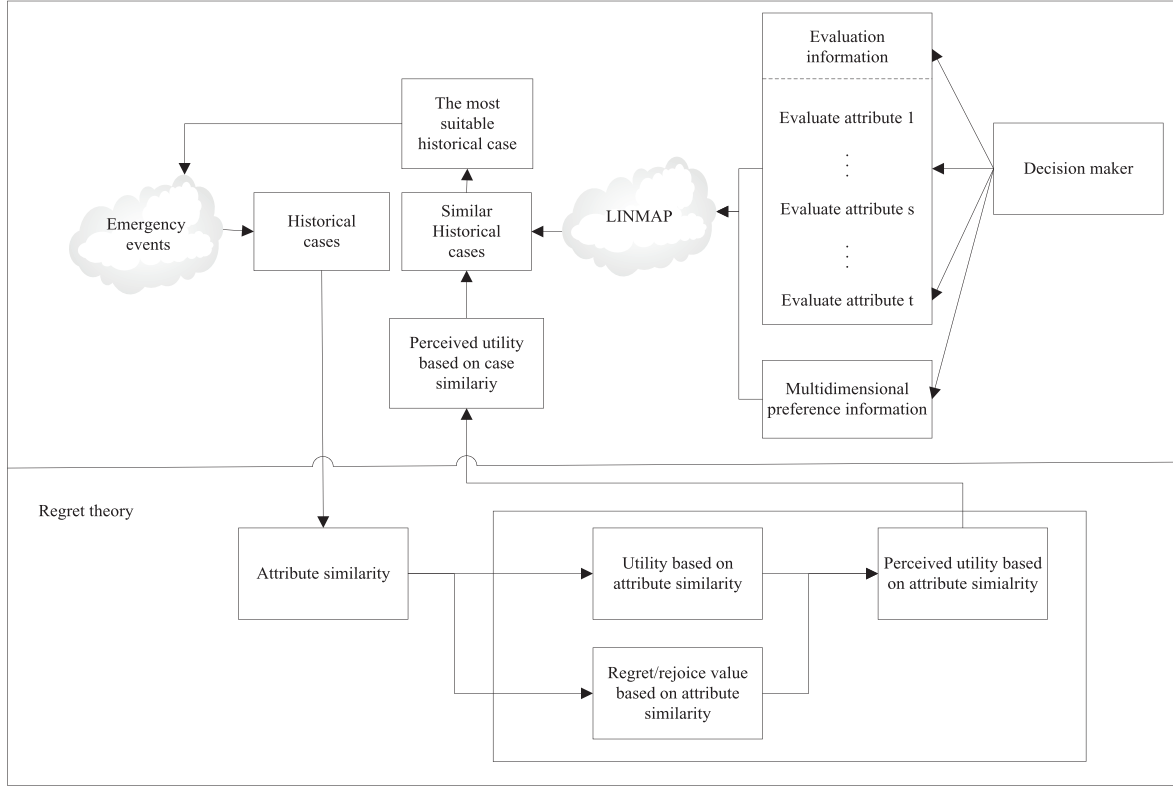 Evaluation
information
Evaluate attribute 1
Evaluate attribute s
Evaluate attribute t
Decision maker
The most
suitable
historical case
Emergency
events
Historical
cases
Similar
Historical
cases
LINMAP
Perceived utility
based on case
similariy
Multidimensional
preference information
Regret theory
Attribute similarity
Utility based on
attribute similarity
Perceived utility based
on attribute simialrity
Regret/rejoice value
based on attribute
similarity